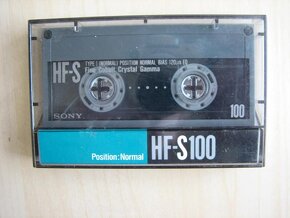 HF-S
TYPE I (NORMAL) POSITION NORMAL BIAS 120µs EQ
Fine Cobalt Crystal Gamma
SONY
100
Position: Normal
HF-S100